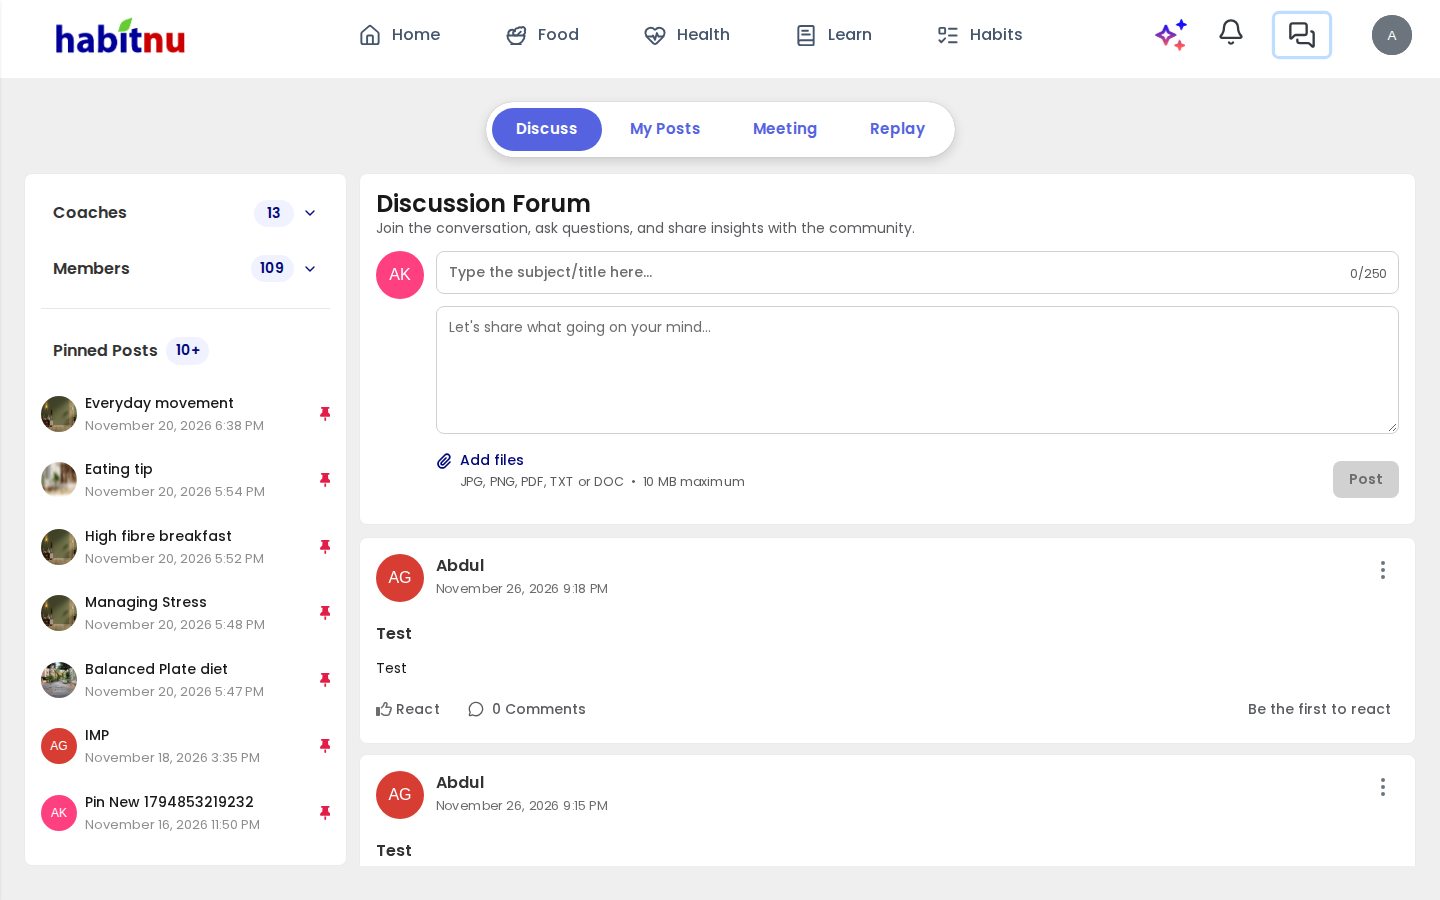 habitnu
Home
Food
Health
Learn
Habits
A
Discuss
My Posts
Meeting
Replay
Coaches
13
Members
109
Pinned Posts
10+
Everyday movement
November 20, 2026 6:38 PM
Eating tip
November 20, 2026 5:54 PM
High fibre breakfast
November 20, 2026 5:52 PM
Managing Stress
November 20, 2026 5:48 PM
Balanced Plate diet
November 20, 2026 5:47 PM
AG
IMP
November 18, 2026 3:35 PM
AK
Pin New 1794853219232
November 16, 2026 11:50 PM
Discussion Forum
Join the conversation, ask questions, and share insights with the community.
AK
Type the subject/title here...
0/250
Let's share what going on your mind...
Add files
JPG, PNG, PDF, TXT or DOC • 10 MB maximum
Post
AG
Abdul
November 26, 2026 9:18 PM
Test
Test
React
0 Comments
Be the first to react
AG
Abdul
November 26, 2026 9:15 PM
Test